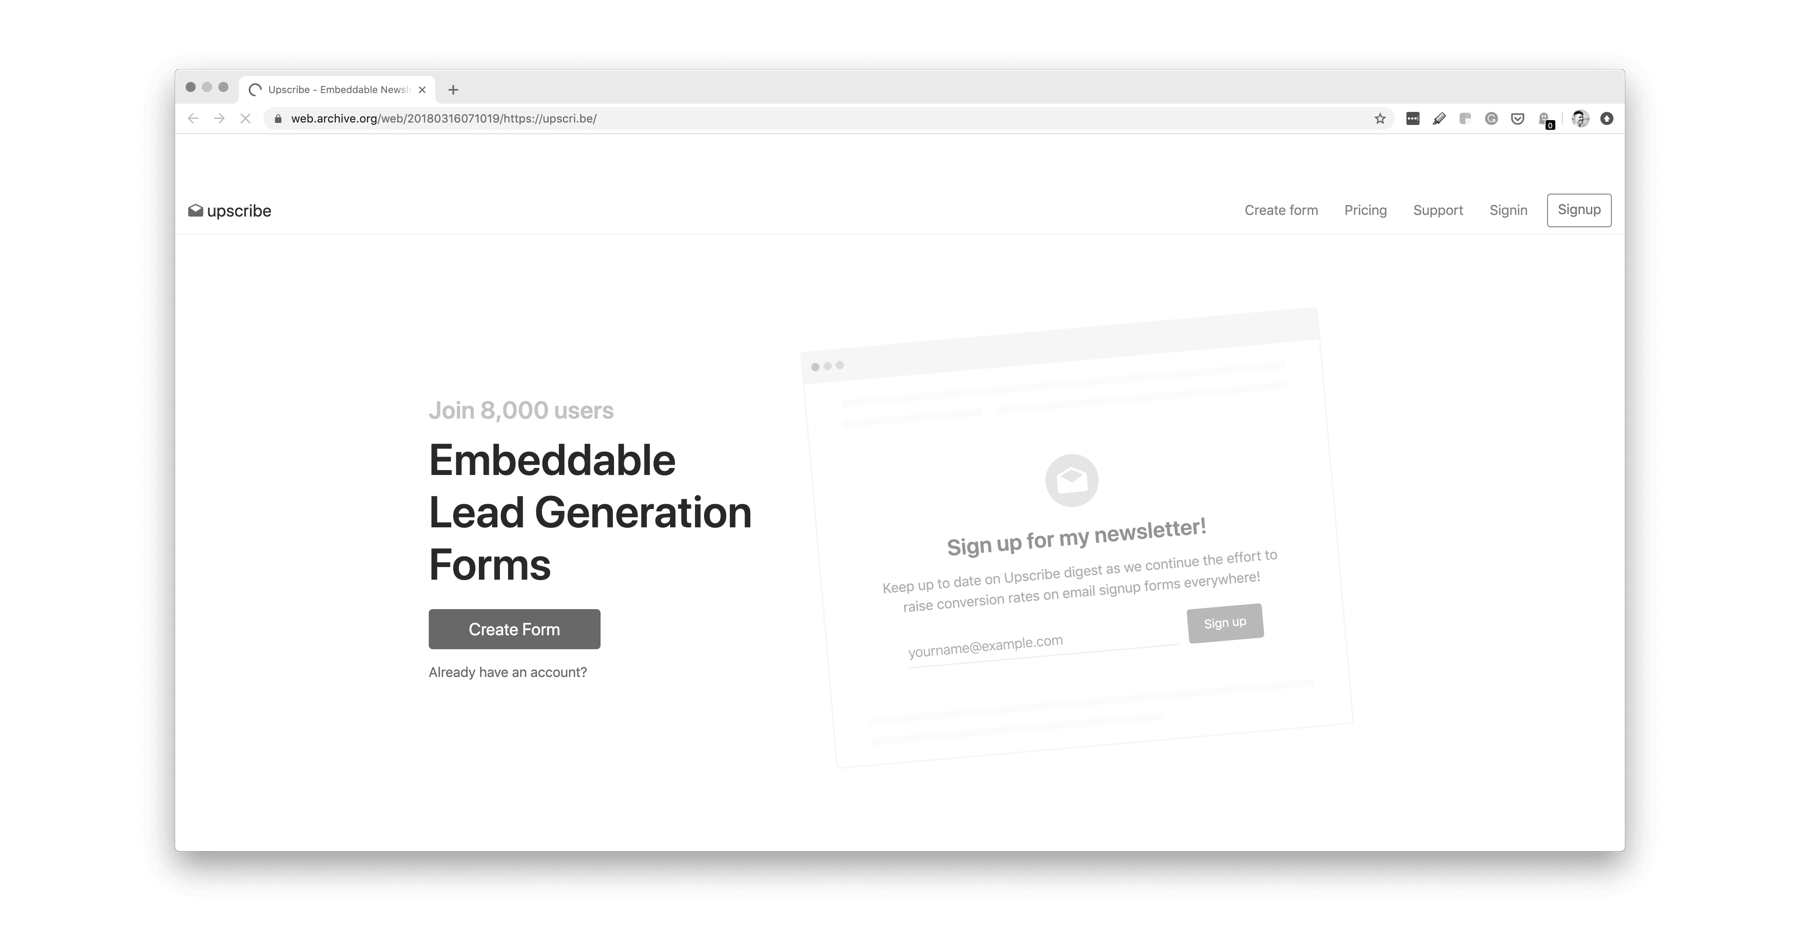 Upscribe - Embeddable Newsl
web.archive.org/web/20180316071019/https://upscri.be/
0
upscribe
Create form
Pricing
Support
Signin
Signup
Join 8,000 users
Embeddable
Lead Generation
Forms
Create Form
Already have an account?
Sign up for my newsletter!
Keep up to date on Upscribe digest as we continue the effort to
raise conversion rates on email signup forms everywhere!
yourname@example.com
Sign up